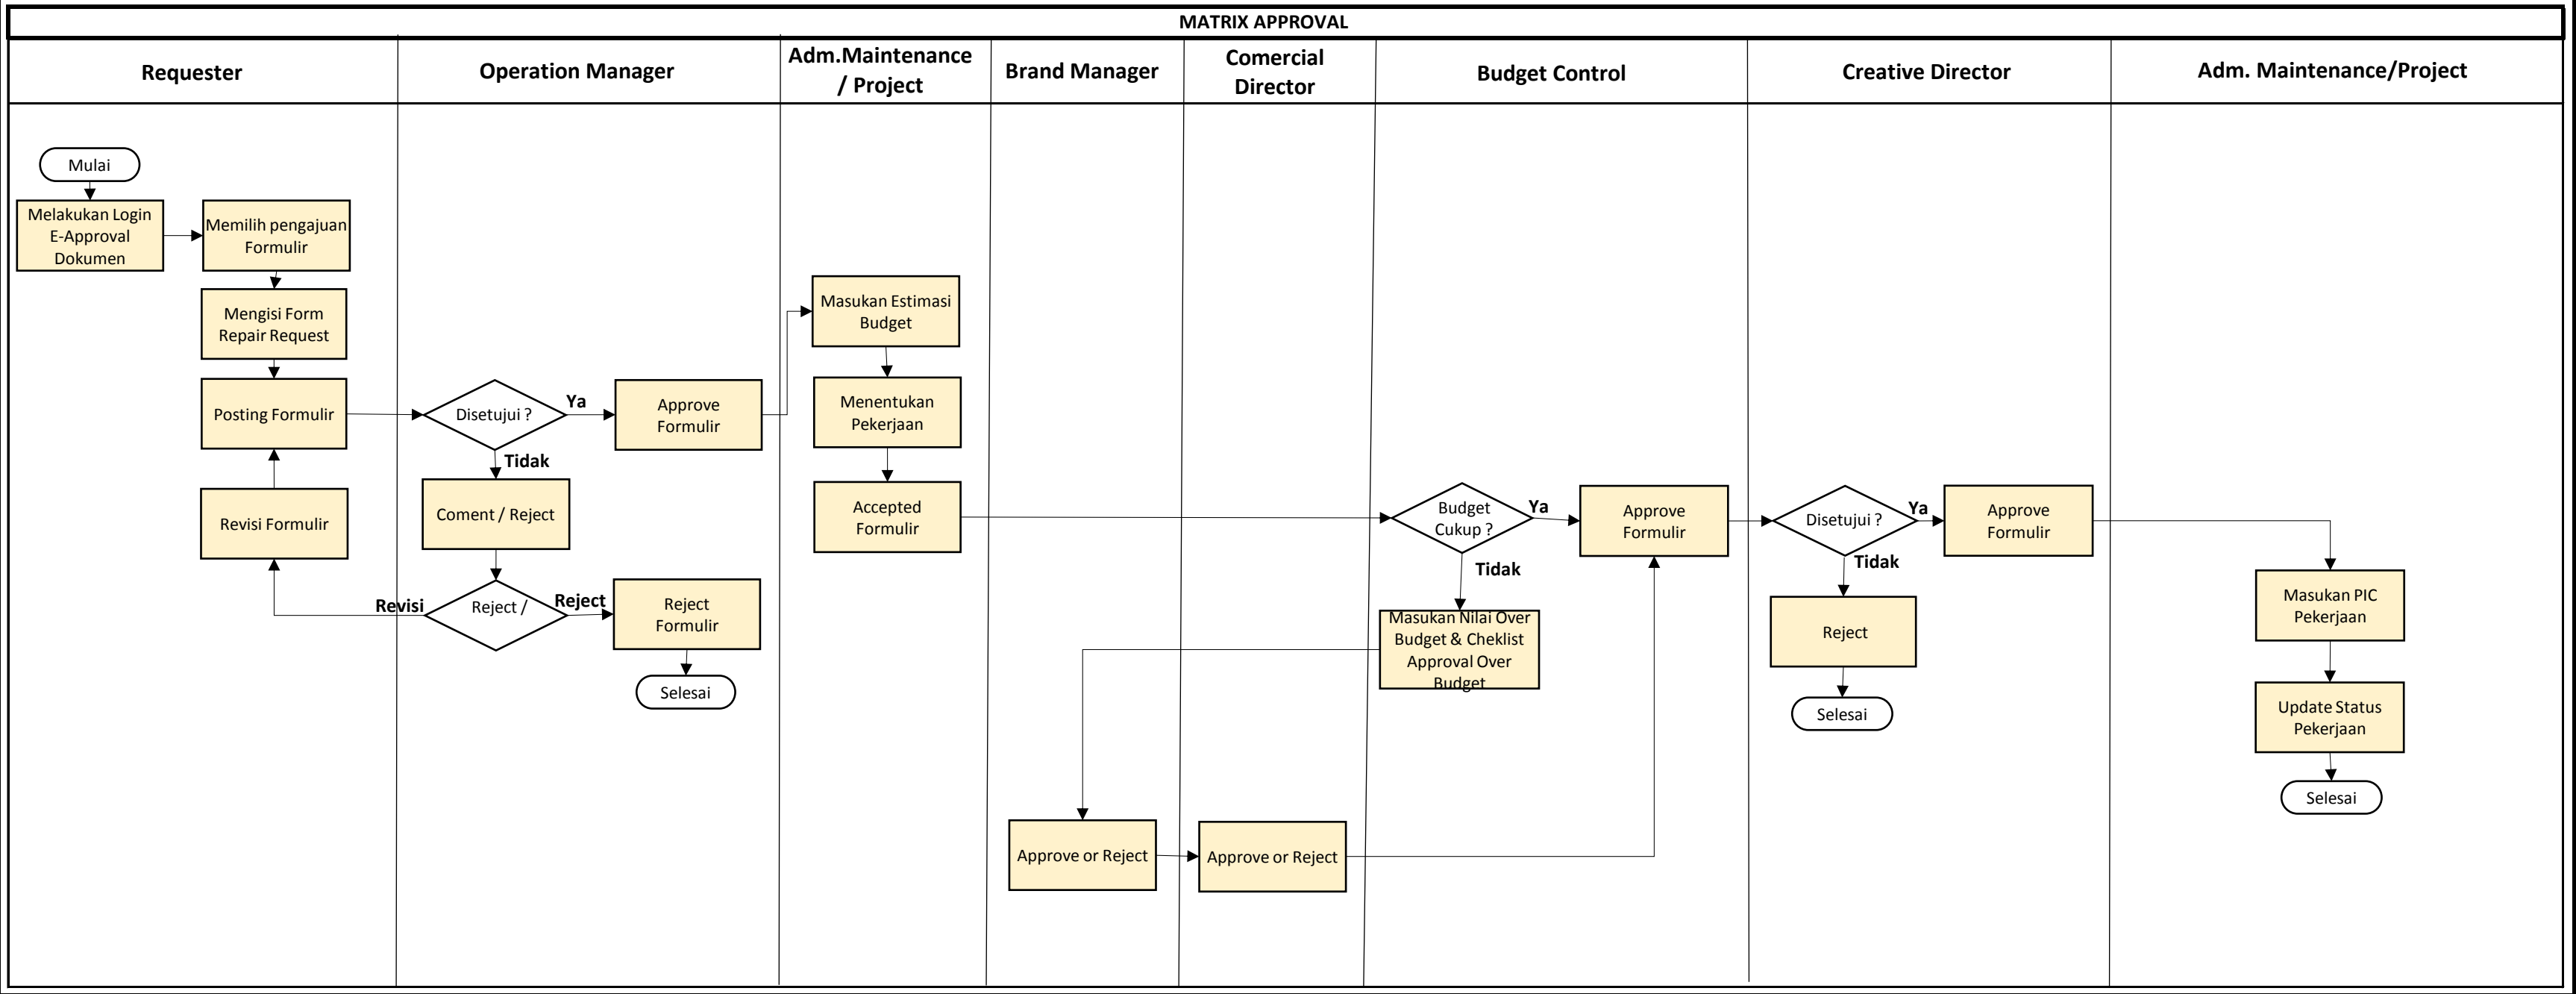 MATRIX APPROVAL
Requester
Operation Manager
Adm.Maintenance
/ Project
Brand Manager
Comercial
Director
Budget Control
Creative Director
Adm. Maintenance/Project
Mulai
Melakukan Login
E-Approval
Dokumen
Memilih pengajuan
Formulir
Mengisi Form
Repair Request
Posting Formulir
Revisi Formulir
Disetujui ?
Ya
Approve
Formulir
Tidak
Coment / Reject
Revisi
Reject /
Reject
Reject
Formulir
Selesai
Masukan Estimasi
Budget
Menentukan
Pekerjaan
Accepted
Formulir
Approve or Reject
Approve or Reject
Budget
Cukup ?
Ya
Approve
Formulir
Tidak
Masukan Nilai Over
Budget & Cheklist
Approval Over
Budget
Disetujui ?
Ya
Approve
Formulir
Tidak
Reject
Selesai
Masukan PIC
Pekerjaan
Update Status
Pekerjaan
Selesai